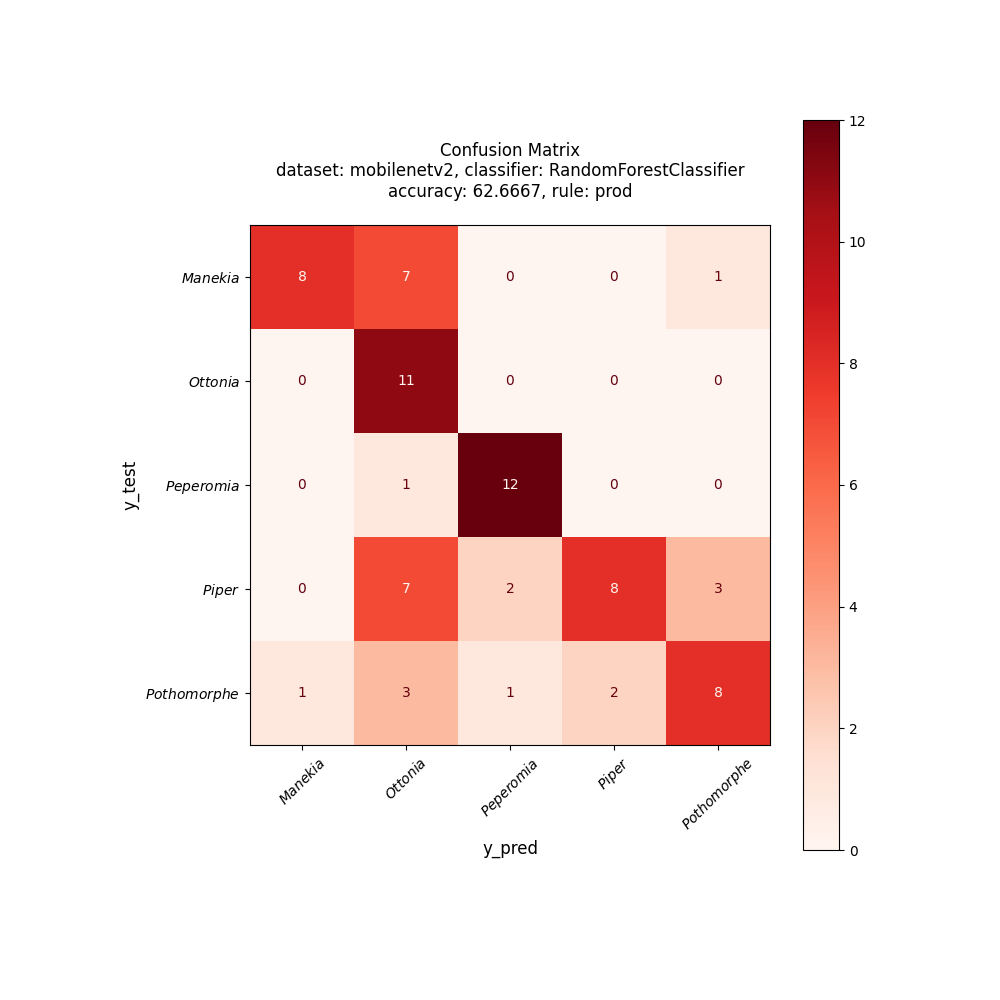 Confusion Matrix
dataset: mobilenetv2, classifier: RandomForestClassifier
accuracy: 62.6667, rule: prod
y_test
Manekia 8 7 0 0 1
Ottonia 0 11 0 0 0
Peperomia 0 1 12 0 0
Piper 0 7 2 8 3
Pothomorphe 1 3 1 2 8
Manekia Ottonia Peperomia Piper Pothomorphe
y_pred
12
10
8
6
4
2
0